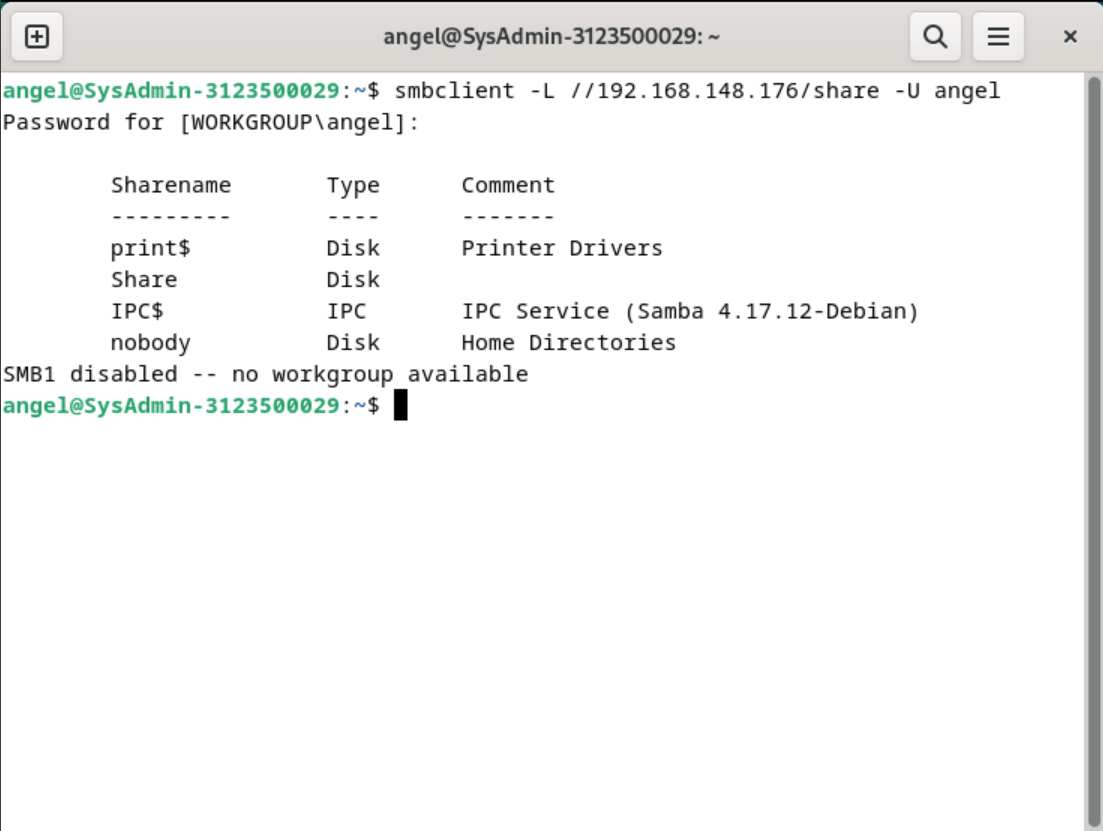 angel@SysAdmin-3123500029: ~
angel@SysAdmin-3123500029:~$ smbclient -L //192.168.148.176/share -U angel
Password for [WORKGROUP\angel]:
Sharename Type Comment
--------- ---- -------
print$ Disk Printer Drivers
Share Disk
IPC$ IPC IPC Service (Samba 4.17.12-Debian)
nobody Disk Home Directories
SMB1 disabled -- no workgroup available
angel@SysAdmin-3123500029:~$